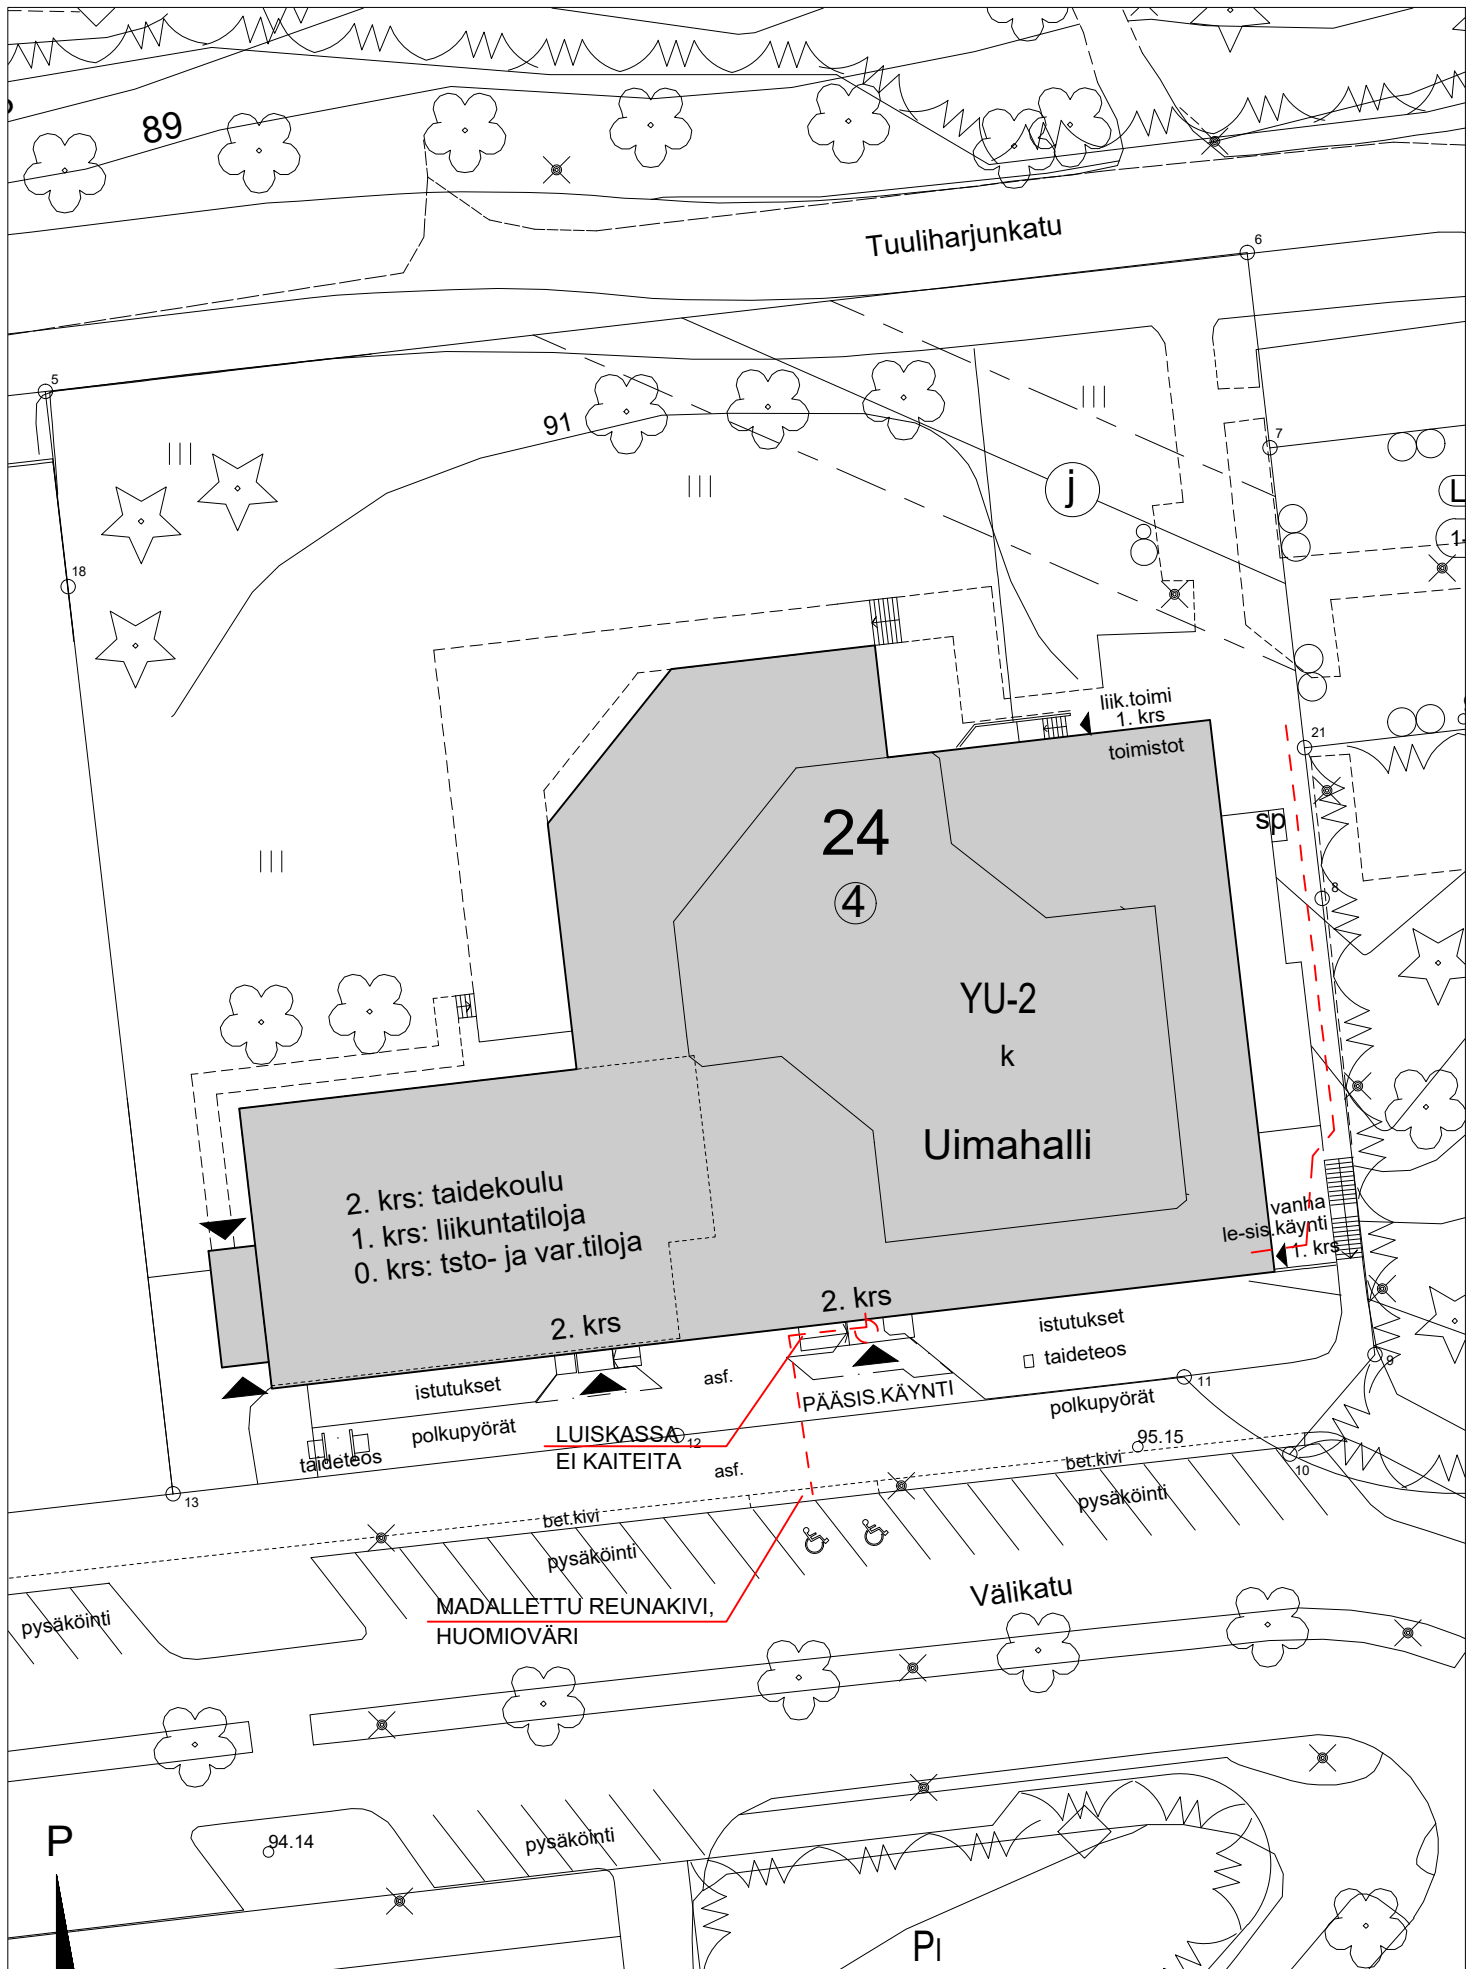 89
Tuuliharjunkatu
6
5
91
7
j
18
liik.toimi
1. krs
toimistot
21
24
sp
4
8
YU-2
k
Uimahalli
2. krs: taidekoulu
1. krs: liikuntatiloja
0. krs: tsto- ja var.tiloja
vanha
le-sis.käynti
1. krs
2. krs
2. krs
istutukset
taideteos
9
asf.
istutukset
PÄÄSIS.KÄYNTI
11
polkupyörät
polkupyörät
LUISKASSA
EI KAITEITA
12
taideteos
95.15
asf.
bet.kivi
10
13
pysäköinti
bet.kivi
pysäköinti
Välikatu
MADALLETTU REUNAKIVI,
HUOMIOVÄRI
pysäköinti
P
94.14
pysäköinti